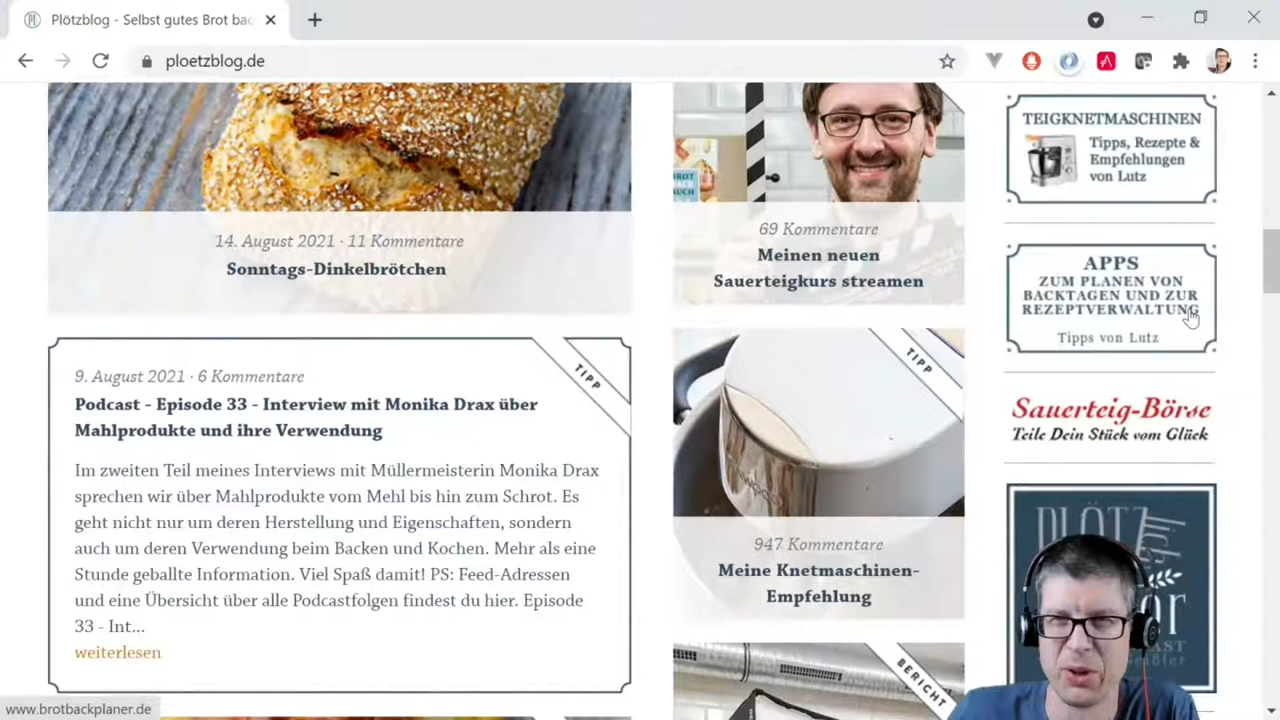 Plötzblog - Selbst gutes Brot bac
ploetzblog.de
14. August 2021 · 11 Kommentare
Sonntags-Dinkelbrötchen
9. August 2021 · 6 Kommentare
TIPP
Podcast - Episode 33 - Interview mit Monika Drax über
Mahlprodukte und ihre Verwendung
Im zweiten Teil meines Interviews mit Müllermeisterin Monika Drax
sprechen wir über Mahlprodukte vom Mehl bis hin zum Schrot. Es
geht nicht nur um deren Herstellung und Eigenschaften, sondern
auch um deren Verwendung beim Backen und Kochen. Mehr als eine
Stunde geballte Information. Viel Spaß damit! PS: Feed-Adressen
und eine Übersicht über alle Podcastfolgen findest du hier. Episode
33 - Int...
weiterlesen
69 Kommentare
Meinen neuen
Sauerteigkurs streamen
TIPP
947 Kommentare
Meine Knetmaschinen-
Empfehlung
BERICHT
TEIGKNETMASCHINEN
Tipps, Rezepte &
Empfehlungen
von Lutz
APPS
ZUM PLANEN VON
BACKTAGEN UND ZUR
REZEPTVERWALTUNG
Tipps von Lutz
Sauerteig-Börse
Teile Dein Stück vom Glück
PLÖTZ
www.brotbackplaner.de